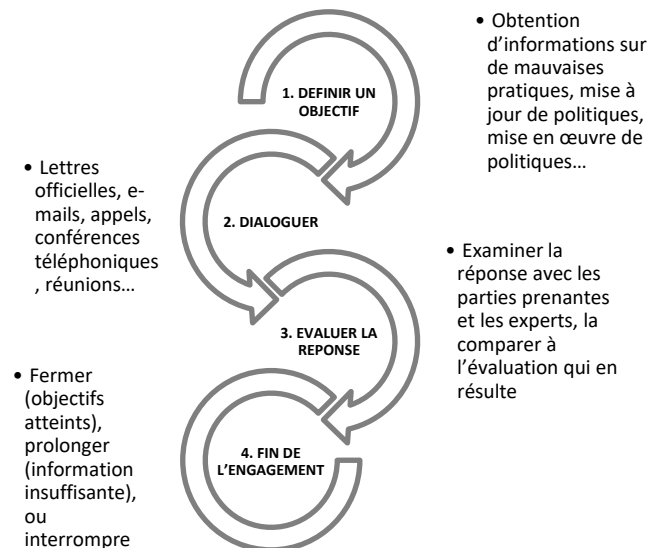 1. DEFINIR UN
OBJECTIF
• Obtention
d’informations sur
de mauvaises
pratiques, mise à
jour de politiques,
mise en œuvre de
politiques…
2. DIALOGUER
• Lettres
officielles, e-
mails, appels,
conférences
téléphoniques
, réunions…
3. EVALUER LA
REPONSE
• Examiner la
réponse avec les
parties prenantes
et les experts, la
comparer à
l’évaluation qui en
résulte
4. FIN DE
L’ENGAGEMENT
• Fermer
(objectifs
atteints),
prolonger
(information
insuffisante),
ou
interrompre